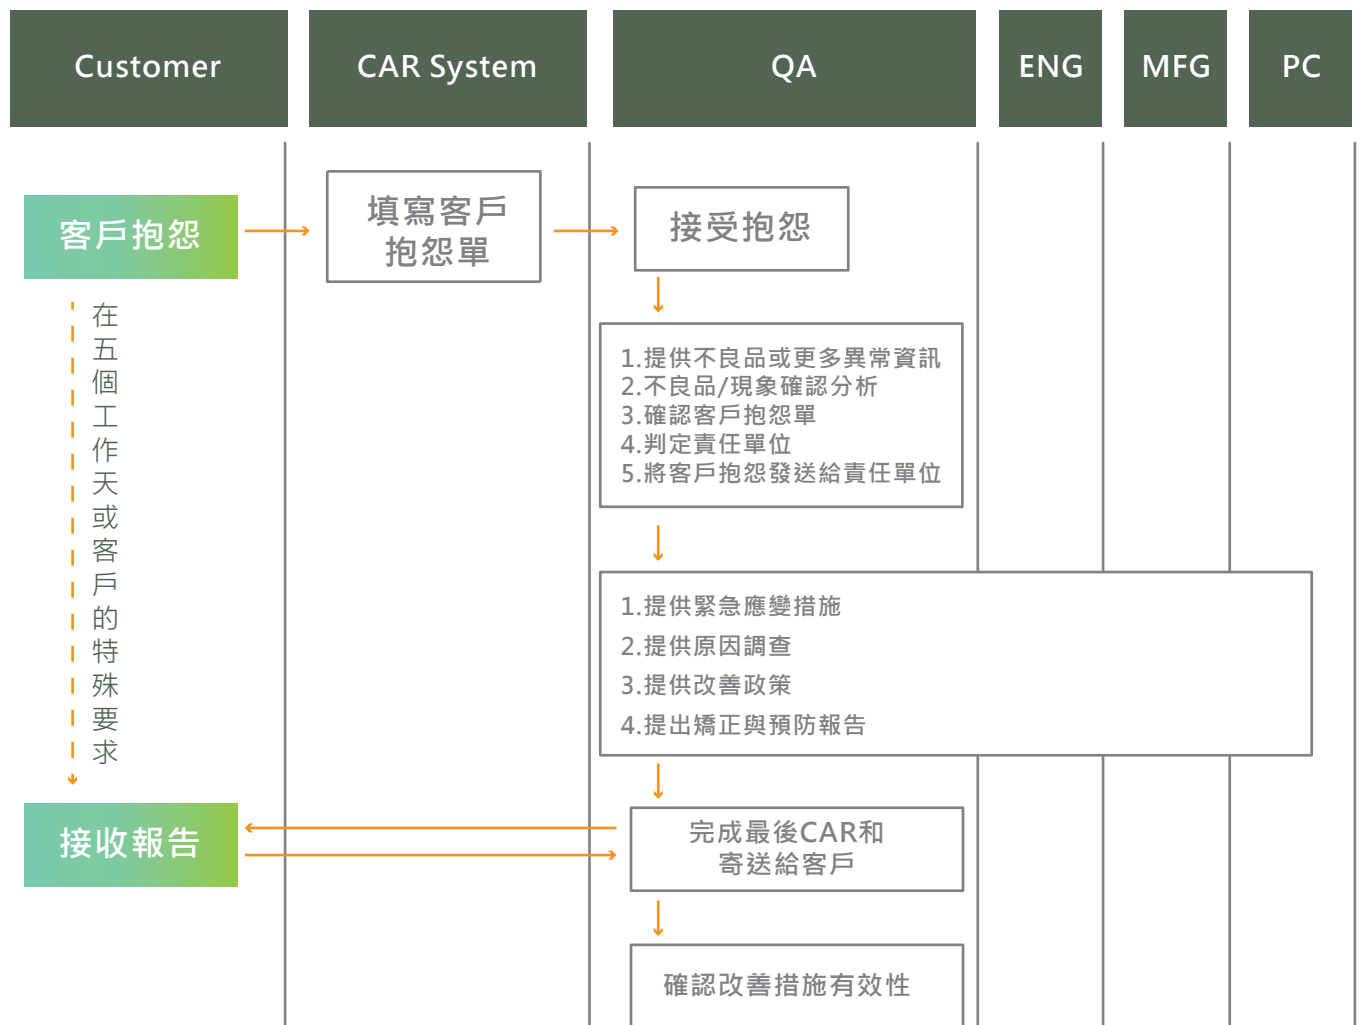 Customer
CAR System
QA
ENG
MFG
PC
客戶抱怨
填寫客戶
抱怨單
接受抱怨
在五個工作天或客戶的特殊要求
1.提供不良品或更多異常資訊
2.不良品/現象確認分析
3.確認客戶抱怨單
4.判定責任單位
5.將客戶抱怨發送給責任單位
1.提供緊急應變措施
2.提供原因調查
3.提供改善政策
4.提出矯正與預防報告
接收報告
完成最後CAR和
寄送給客戶
確認改善措施有效性